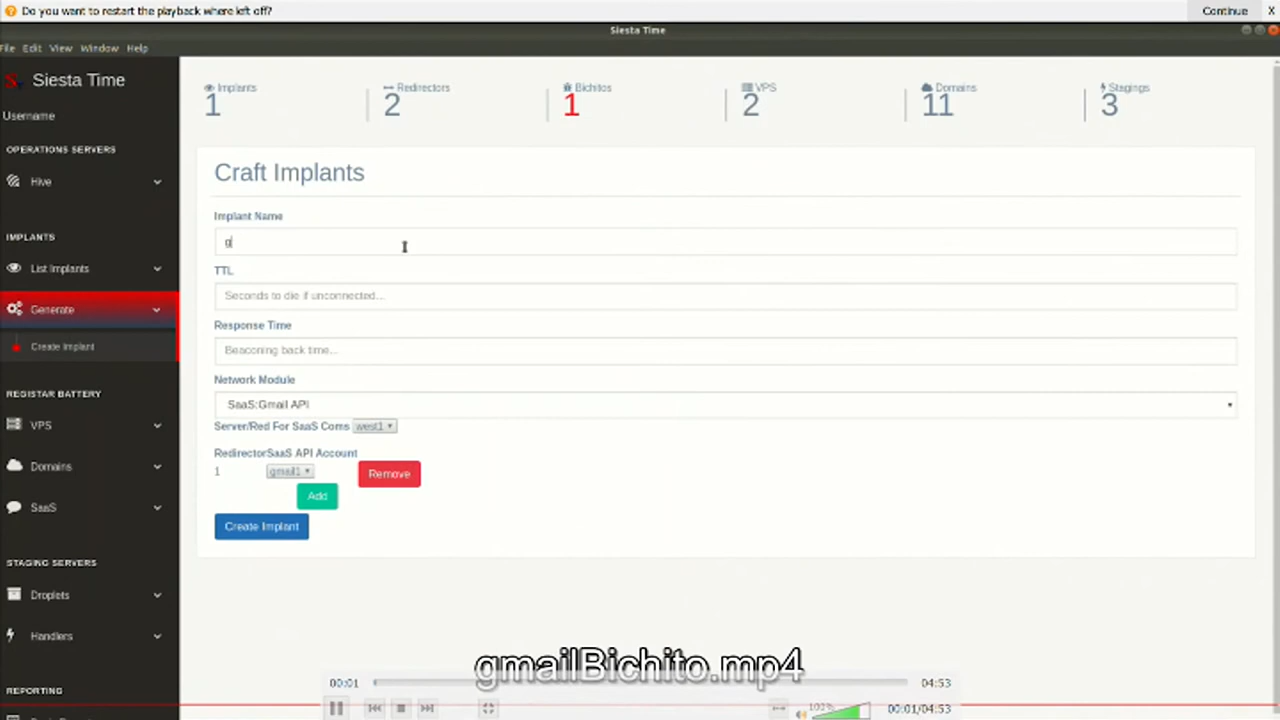 Do you want to restart the playback where left off?
Continue
X
Siesta Time
File Edit View Window Help
Siesta Time
Username
OPERATIONS SERVERS
Hive
IMPLANTS
List Implants
Generate
Create Implant
REGISTAR BATTERY
VPS
Domains
SaaS
STAGING SERVERS
Droplets
Handlers
REPORTING
Implants
1
Redirectors
2
Bichitos
1
VPS
2
Domains
11
Stagings
3
Craft Implants
Implant Name
g
TTL
Seconds to die if unconnected...
Response Time
Beaconing back time...
Network Module
SaaS:Gmail API
Server/Red For SaaS Coms west1
RedirectorSaaS API Account
1 gmail1 Remove
Add
Create Implant
gmailBichito.mp4
00:01 04:53
100%
00:01/04:53